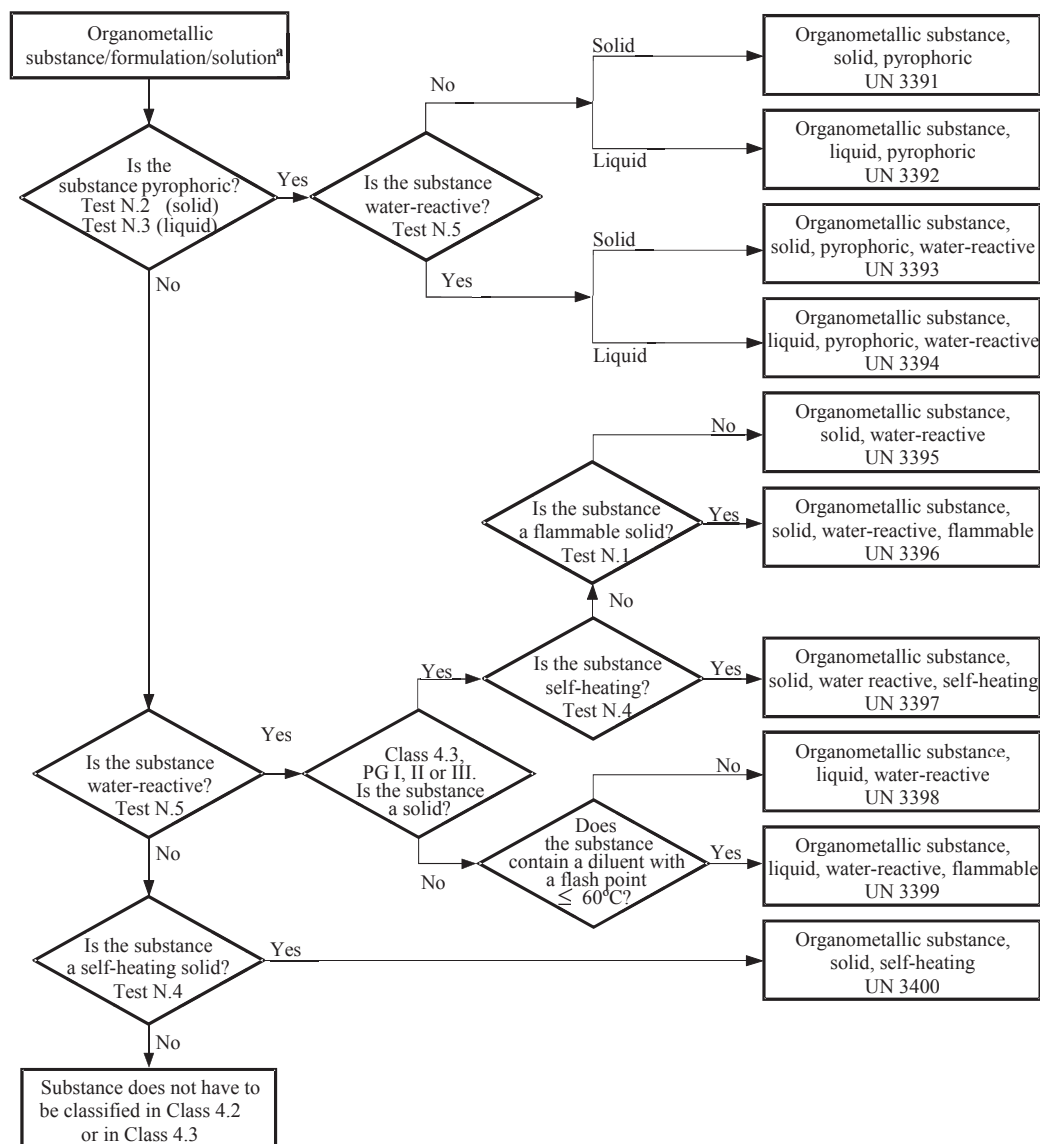 Organometallic
substance/formulation/solutionᵃ
Is the
substance pyrophoric?
Test N.2 (solid)
Test N.3 (liquid)
Yes
No
Is the substance
water-reactive?
Test N.5
No
Yes
Solid
Organometallic substance,
solid, pyrophoric
UN 3391
Liquid
Organometallic substance,
liquid, pyrophoric
UN 3392
Solid
Organometallic substance,
solid, pyrophoric, water-reactive
UN 3393
Liquid
Organometallic substance,
liquid, pyrophoric, water-reactive
UN 3394
No
Organometallic substance,
solid, water-reactive
UN 3395
Is the substance
a flammable solid?
Test N.1
Yes
Organometallic substance,
solid, water-reactive, flammable
UN 3396
No
Yes
Is the substance
self-heating?
Test N.4
Yes
Organometallic substance,
solid, water reactive, self-heating
UN 3397
Is the substance
water-reactive?
Test N.5
Yes
Class 4.3,
PG I, II or III.
Is the substance
a solid?
No
Organometallic substance,
liquid, water-reactive
UN 3398
No
No
Does
the substance
contain a diluent with
a flash point
≤ 60ºC?
Yes
Organometallic substance,
liquid, water-reactive, flammable
UN 3399
Is the substance
a self-heating solid?
Test N.4
Yes
Organometallic substance,
solid, self-heating
UN 3400
No
Substance does not have to
be classified in Class 4.2
or in Class 4.3